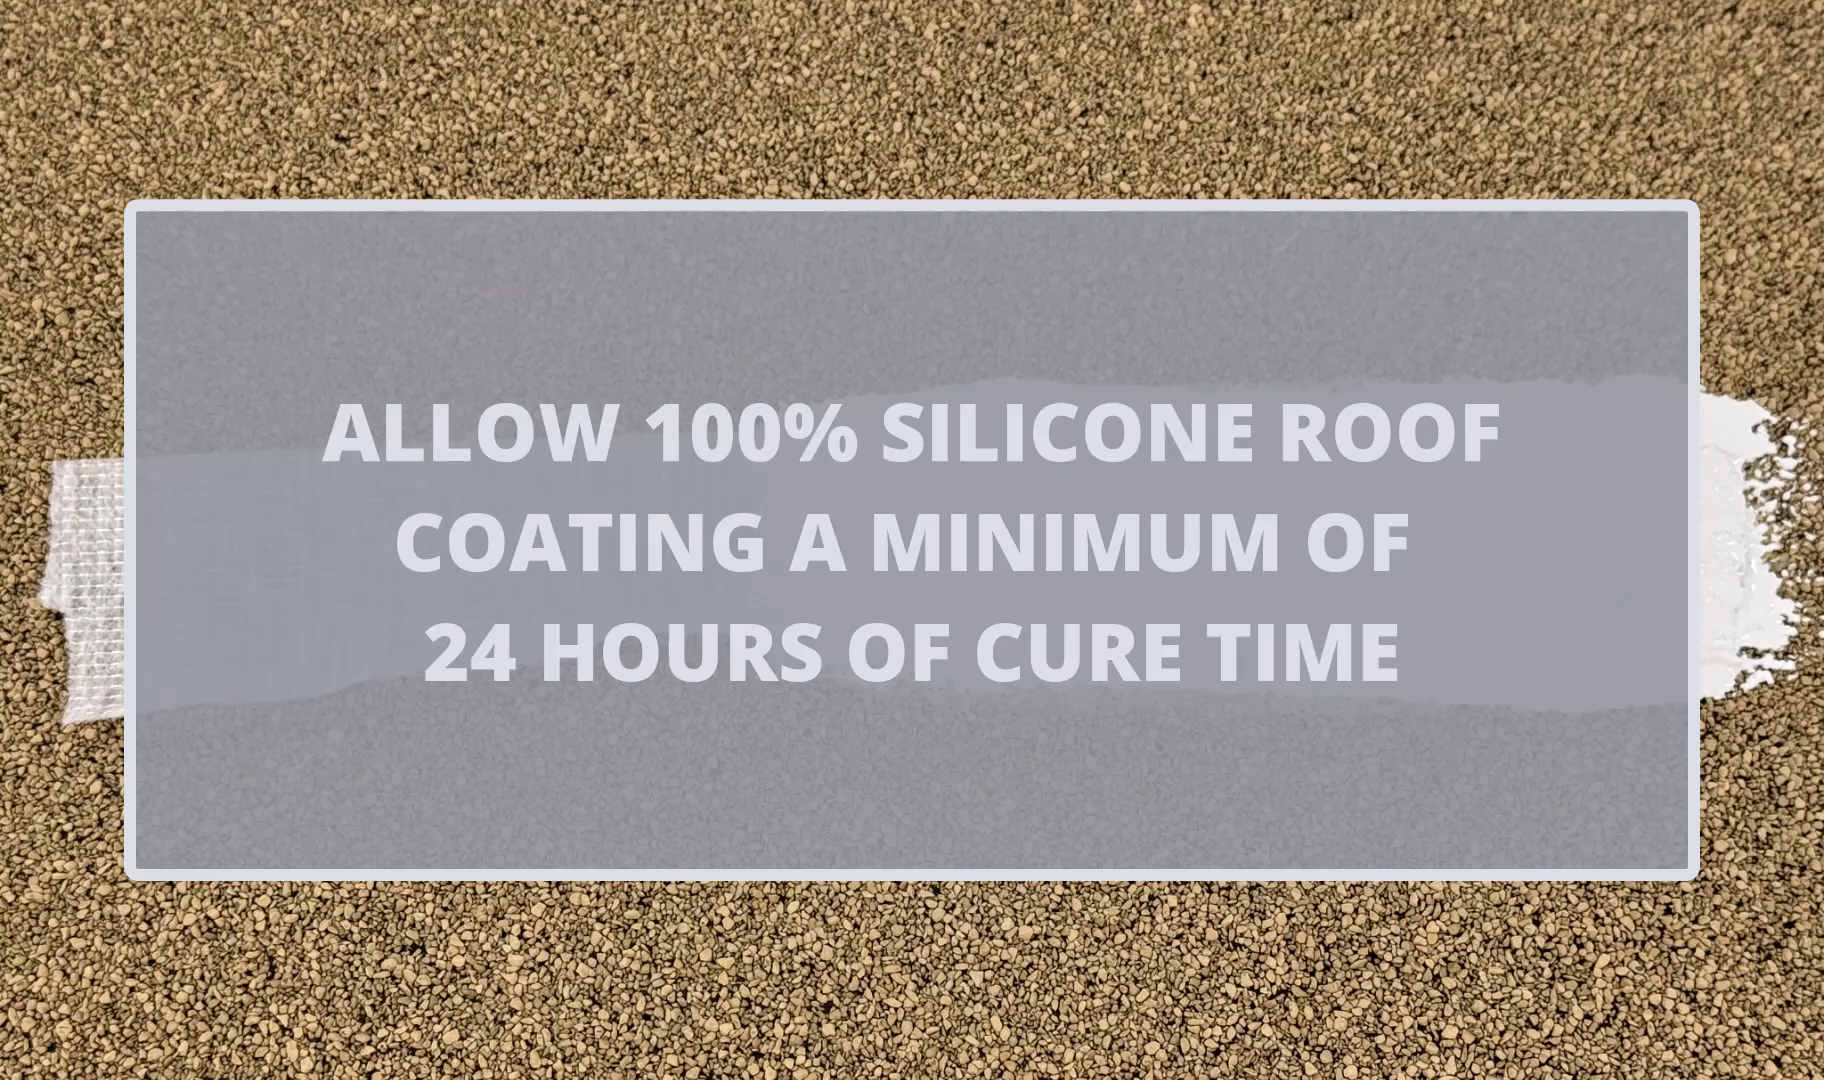 ALLOW 100% SILICONE ROOF
COATING A MINIMUM OF
24 HOURS OF CURE TIME